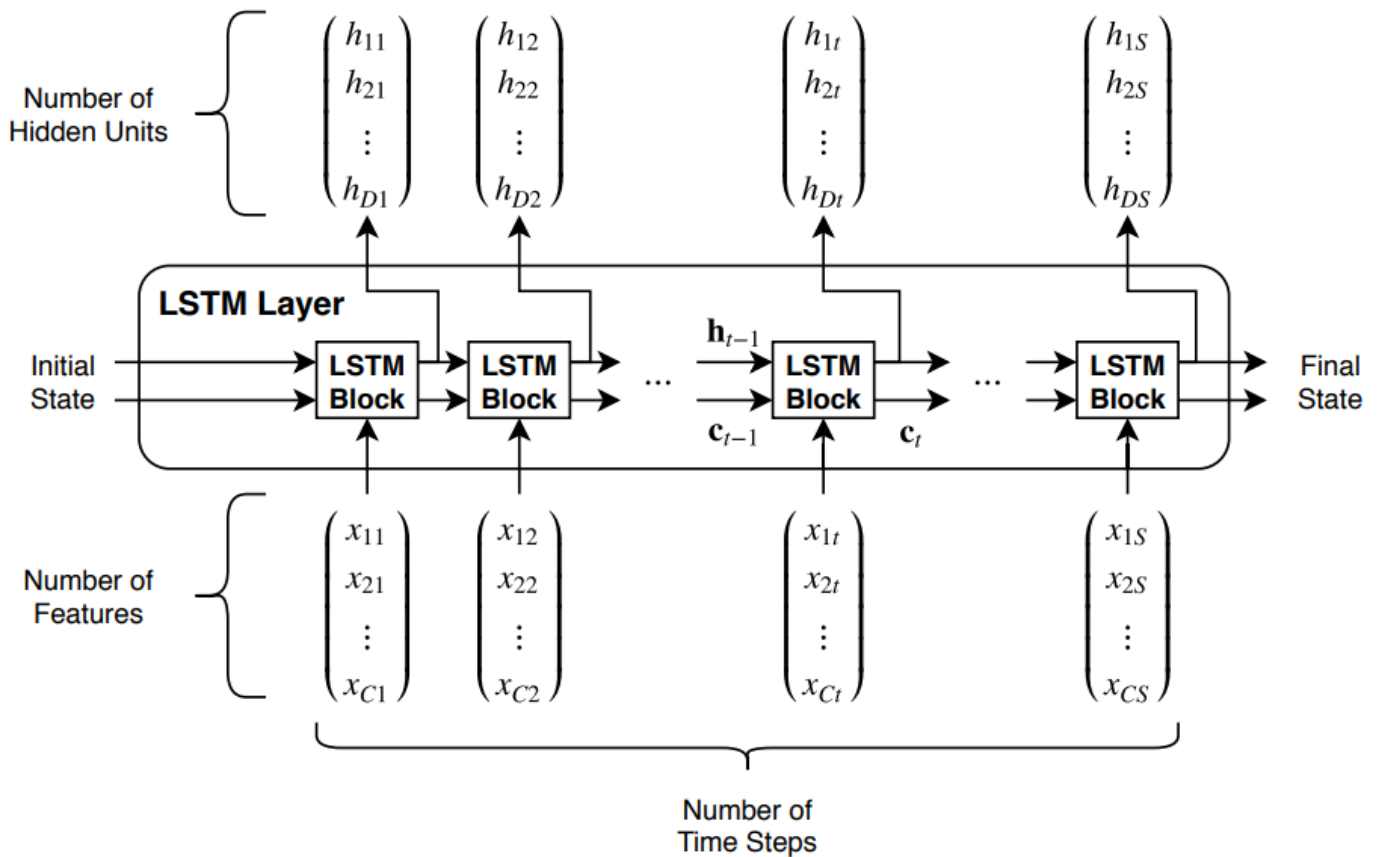 h₁₁ h₁₂ h₁ₜ h₁S
h₂₁ h₂₂ h₂ₜ h₂S
⋮ ⋮ ⋮ ⋮
hD1 hD2 hDt hDS
Number of
Hidden Units
LSTM Layer
Initial
State
LSTM
Block
LSTM
Block
...
hₜ₋₁
cₜ₋₁
LSTM
Block
cₜ
...
LSTM
Block
Final
State
Number of
Features
x₁₁ x₁₂ x₁ₜ x₁S
x₂₁ x₂₂ x₂ₜ x₂S
⋮ ⋮ ⋮ ⋮
xC1 xC2 xCt xCS
Number of
Time Steps